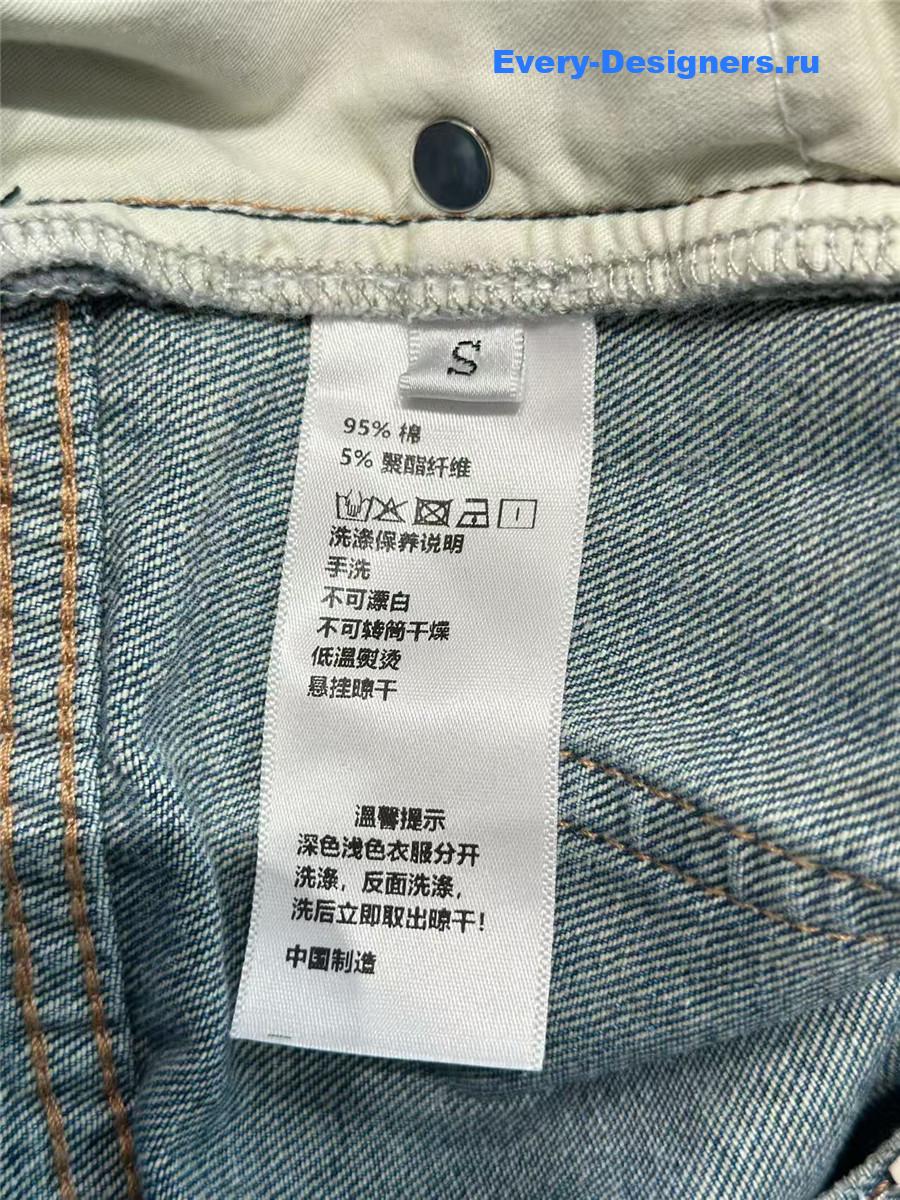 Every-Designers.ru
S
95% 棉
5% 聚酯纤维
洗涤保养说明
手洗
不可漂白
不可转筒干燥
低温熨烫
悬挂晾干
温馨提示
深色浅色衣服分开
洗涤，反面洗涤，
洗后立即取出晾干！
中国制造